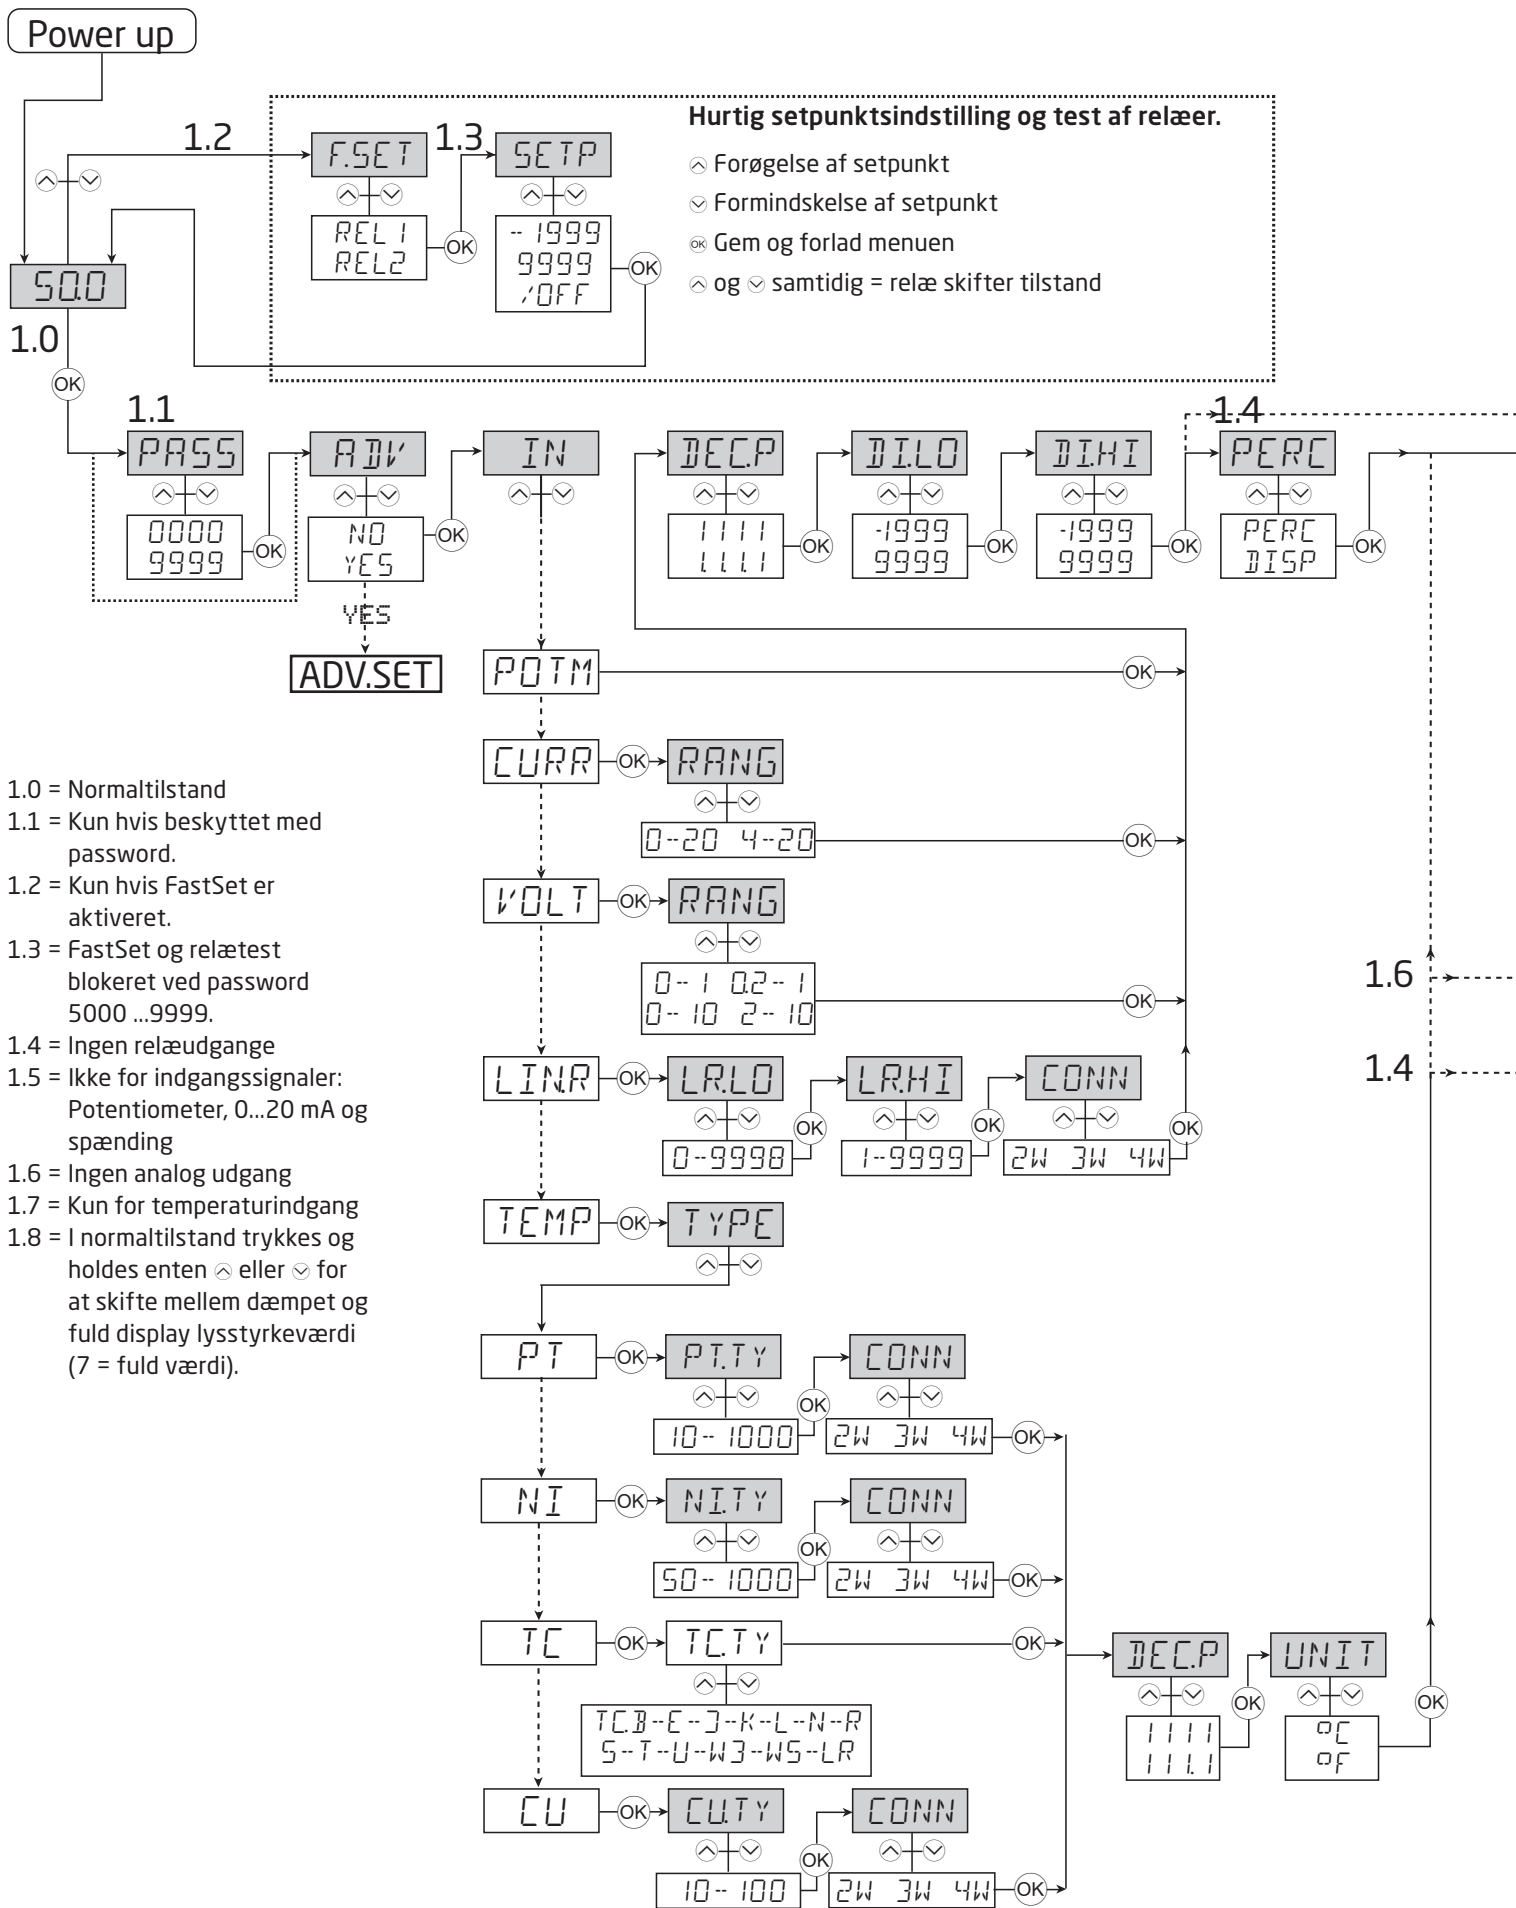 Power up
1.2
F.SET
1.3
SETP
Hurtig setpunktsindstilling og test af relæer.
Forøgelse af setpunkt
Formindskelse af setpunkt
OK Gem og forlad menuen
og samtidig = relæ skifter tilstand
REL1
REL2
OK
-1999
9999
/OFF
OK
50.0
1.0
OK
1.1
1.4
PASS
ADV
IN
DEC.P
DI.LO
DI.HI
PERC
0000
9999
OK
NO
YES
OK
1111
1.1.1.1
OK
-1999
9999
OK
-1999
9999
OK
PERC
DISP
OK
YES
ADV.SET
POTM
OK
CURR
OK
RANG
0-20 4-20
OK
VOLT
OK
RANG
0-1 0.2-1
0-10 2-10
OK
LIN.R
OK
LR.LO
LR.HI
CONN
0-9998
OK
1-9999
OK
2W 3W 4W
OK
TEMP
OK
TYPE
1.0 = Normaltilstand
1.1 = Kun hvis beskyttet med
password.
1.2 = Kun hvis FastSet er
aktiveret.
1.3 = FastSet og relætest
blokeret ved password
5000 ...9999.
1.4 = Ingen relæudgange
1.5 = Ikke for indgangssignaler:
Potentiometer, 0...20 mA og
spænding
1.6 = Ingen analog udgang
1.7 = Kun for temperaturindgang
1.8 = I normaltilstand trykkes og
holdes enten eller for
at skifte mellem dæmpet og
fuld display lysstyrkeværdi
(7 = fuld værdi).
1.6
1.4
PT
OK
PT.TY
CONN
10-1000
OK
2W 3W 4W
OK
NI
OK
NI.TY
CONN
50-1000
OK
2W 3W 4W
OK
TC
OK
TC.TY
OK
TC.B-E-J-K-L-N-R
S-T-U-W3-W5-LR
CU
OK
CU.TY
CONN
10-100
OK
2W 3W 4W
OK
DEC.P
UNIT
1111
111.1
OK
°C
°F
OK